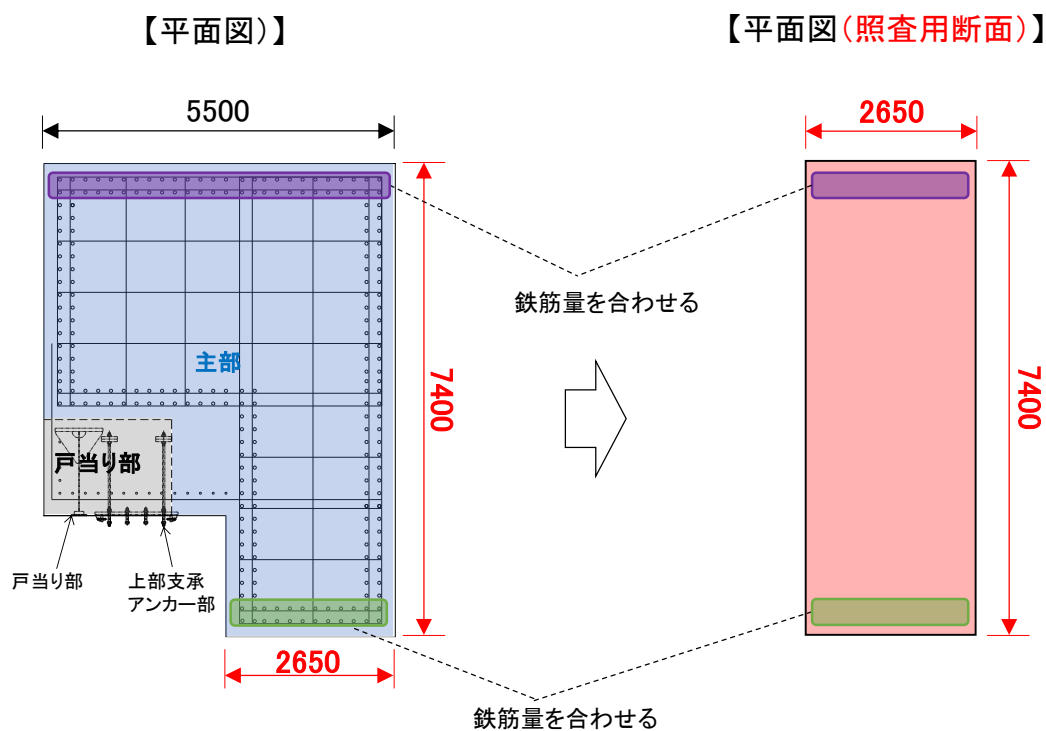 【平面図)】
【平面図(照査用断面)】
5500
2650
鉄筋量を合わせる
主部
7400
7400
戸当り部
戸当り部
上部支承
アンカー部
2650
鉄筋量を合わせる